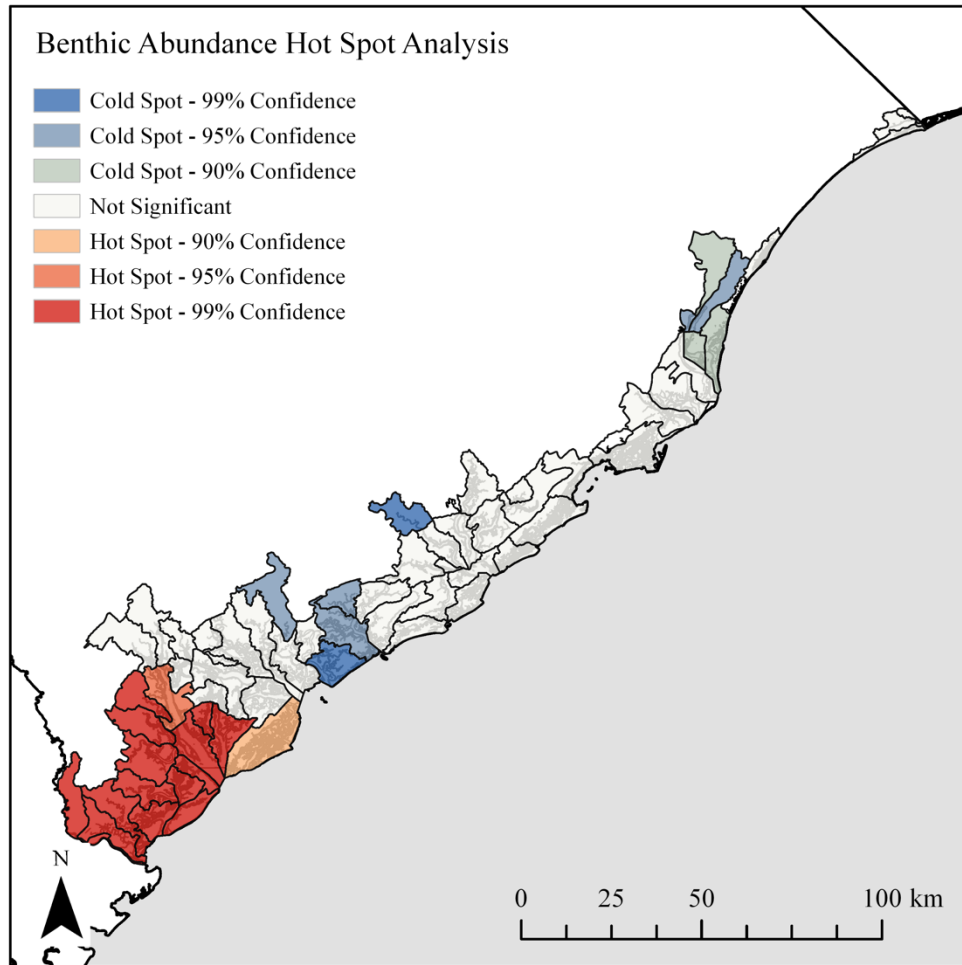 Benthic Abundance Hot Spot Analysis
Cold Spot - 99% Confidence
Cold Spot - 95% Confidence
Cold Spot - 90% Confidence
Not Significant
Hot Spot - 90% Confidence
Hot Spot - 95% Confidence
Hot Spot - 99% Confidence
N
0 25 50 100 km